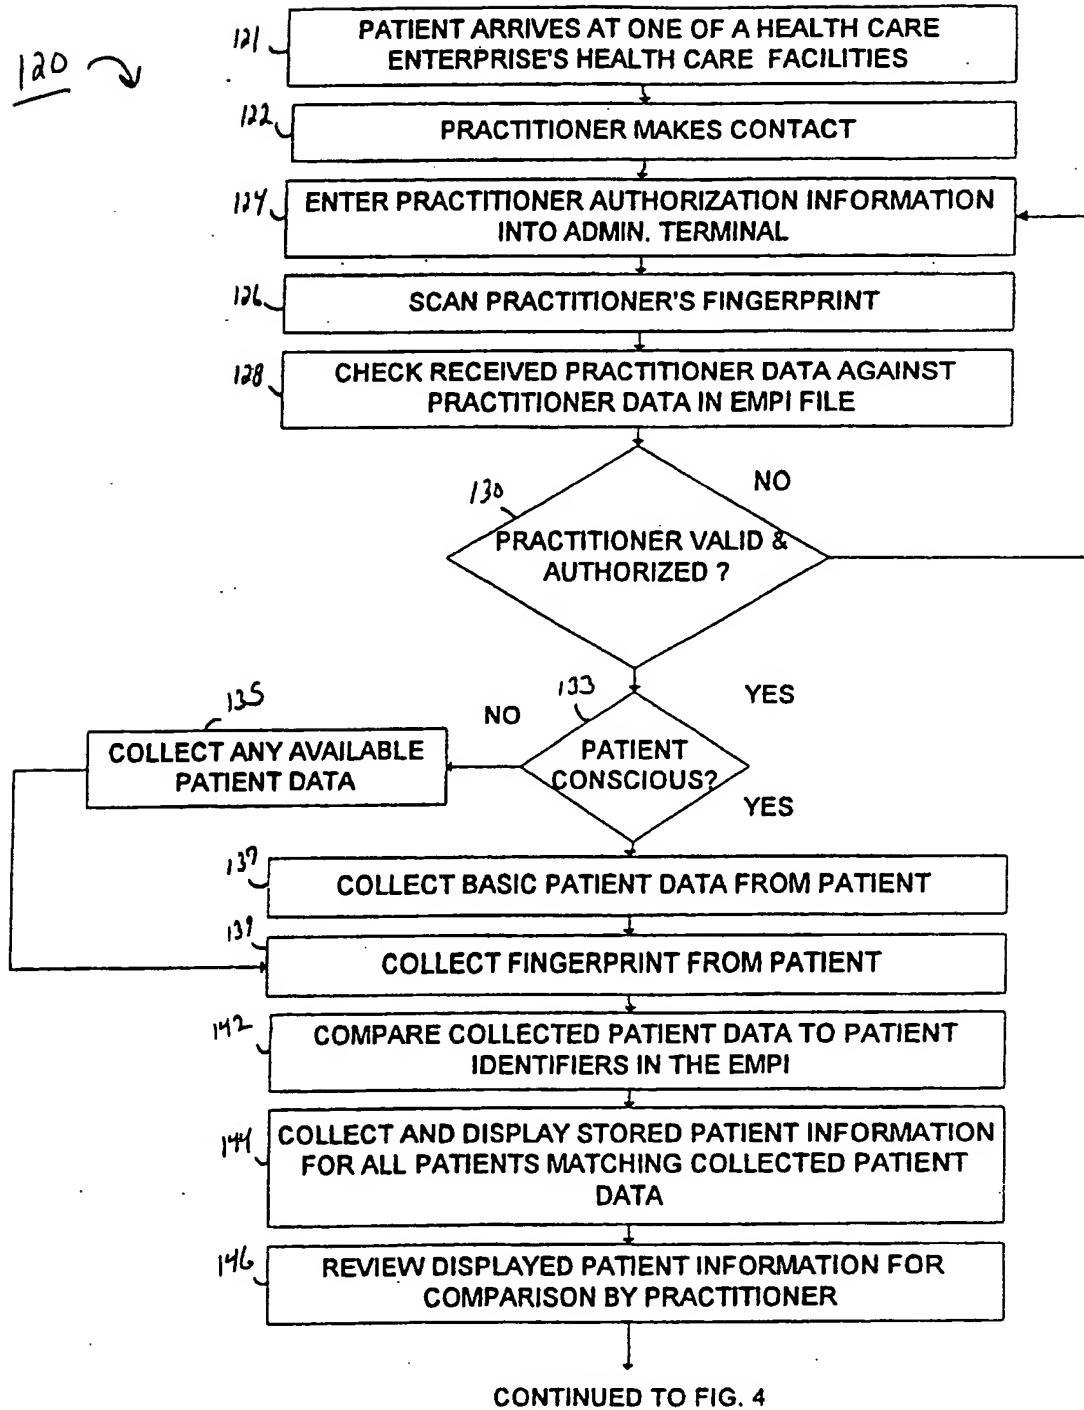 120
121
PATIENT ARRIVES AT ONE OF A HEALTH CARE
ENTERPRISE'S HEALTH CARE FACILITIES
122
PRACTITIONER MAKES CONTACT
124
ENTER PRACTITIONER AUTHORIZATION INFORMATION
INTO ADMIN. TERMINAL
126
SCAN PRACTITIONER'S FINGERPRINT
128
CHECK RECEIVED PRACTITIONER DATA AGAINST
PRACTITIONER DATA IN EMPI FILE
130
NO
PRACTITIONER VALID &
AUTHORIZED ?
133
YES
135
NO
COLLECT ANY AVAILABLE
PATIENT DATA
PATIENT
CONSCIOUS?
YES
137
COLLECT BASIC PATIENT DATA FROM PATIENT
139
COLLECT FINGERPRINT FROM PATIENT
142
COMPARE COLLECTED PATIENT DATA TO PATIENT
IDENTIFIERS IN THE EMPI
144
COLLECT AND DISPLAY STORED PATIENT INFORMATION
FOR ALL PATIENTS MATCHING COLLECTED PATIENT
DATA
146
REVIEW DISPLAYED PATIENT INFORMATION FOR
COMPARISON BY PRACTITIONER
CONTINUED TO FIG. 4